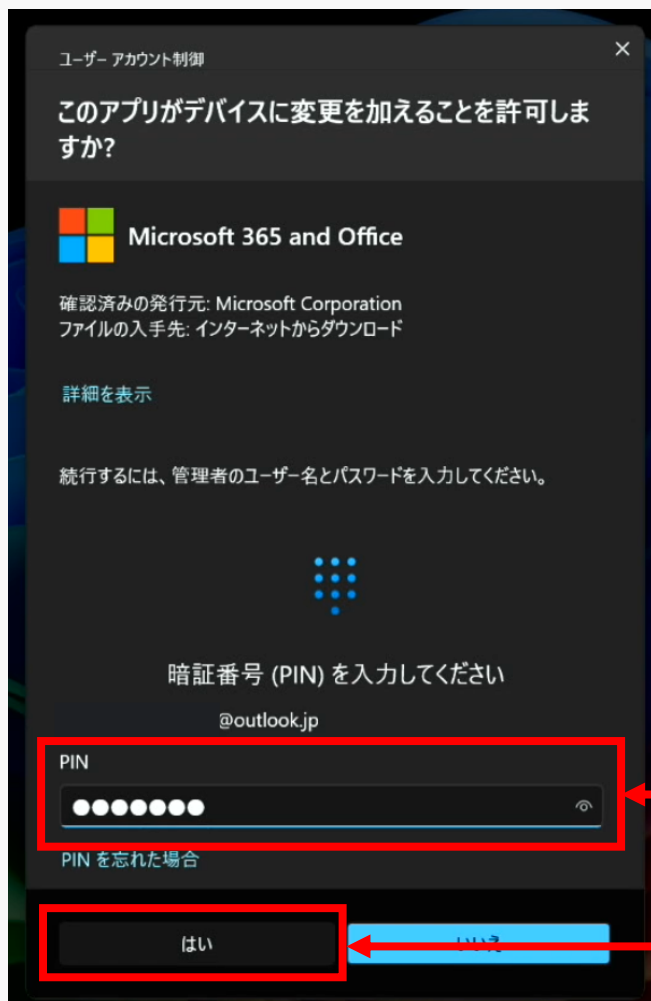 ユーザー アカウント制御
このアプリがデバイスに変更を加えることを許可しま
すか?
Microsoft 365 and Office
確認済みの発行元: Microsoft Corporation
ファイルの入手先: インターネットからダウンロード
詳細を表示
続行するには、管理者のユーザー名とパスワードを入力してください。
暗証番号 (PIN) を入力してください
@outlook.jp
PIN
PIN を忘れた場合
はい
いいえ